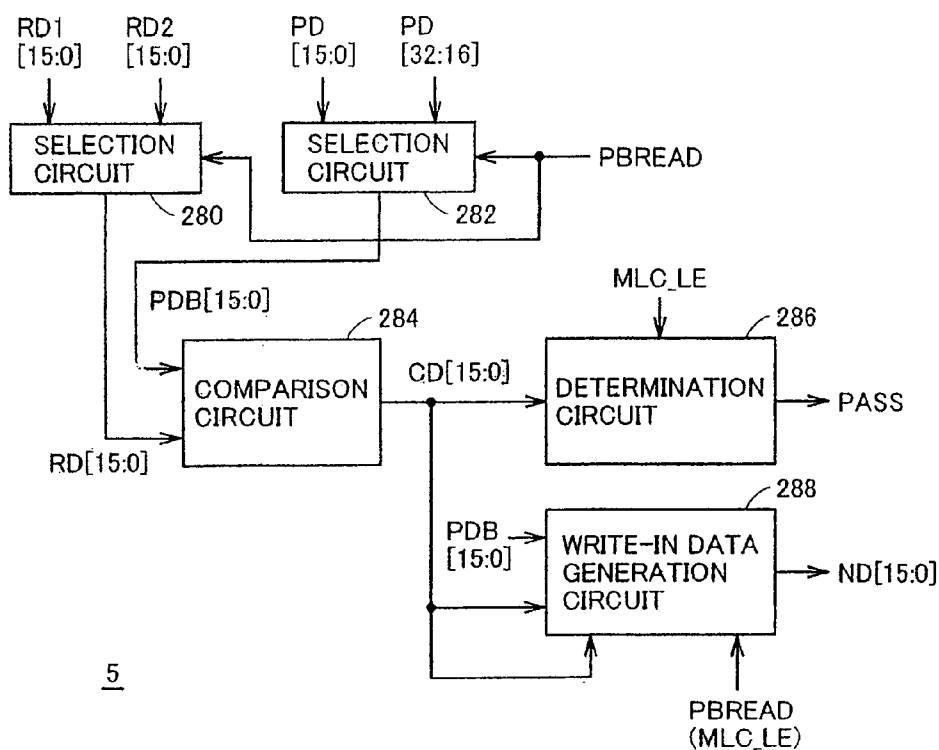 RD1
[15:0]
RD2
[15:0]
PD
[15:0]
PD
[32:16]
SELECTION
CIRCUIT
280
SELECTION
CIRCUIT
282
PBREAD
PDB[15:0]
284
COMPARISON
CIRCUIT
RD[15:0]
CD[15:0]
MLC_LE
286
DETERMINATION
CIRCUIT
PASS
288
PDB
[15:0]
WRITE-IN DATA
GENERATION
CIRCUIT
ND[15:0]
5
PBREAD
(MLC_LE)